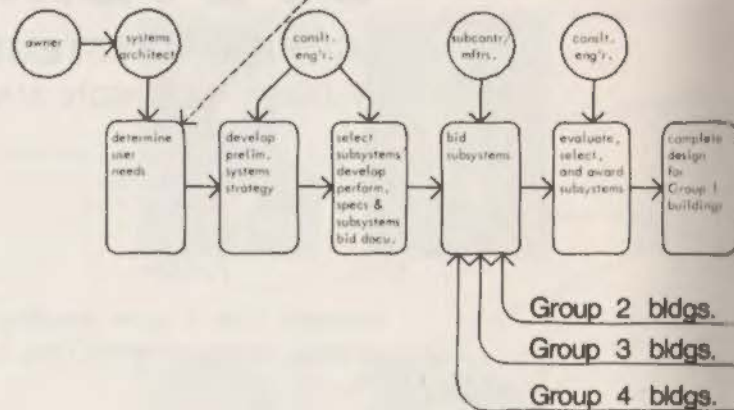 owner
systems
architect
conslt.
eng'r.
subcontr/
mftrs.
conslt.
eng'r.
determine
user
needs
develop
prelim.
systems
strategy
select
subsystems
develop
perform.
specs &
subsystems
bid docu.
bid
subsystems
evaluate,
select,
and award
subsystems
complete
design
for
Group 1
buildings
Group 2 bldgs.
Group 3 bldgs.
Group 4 bldgs.